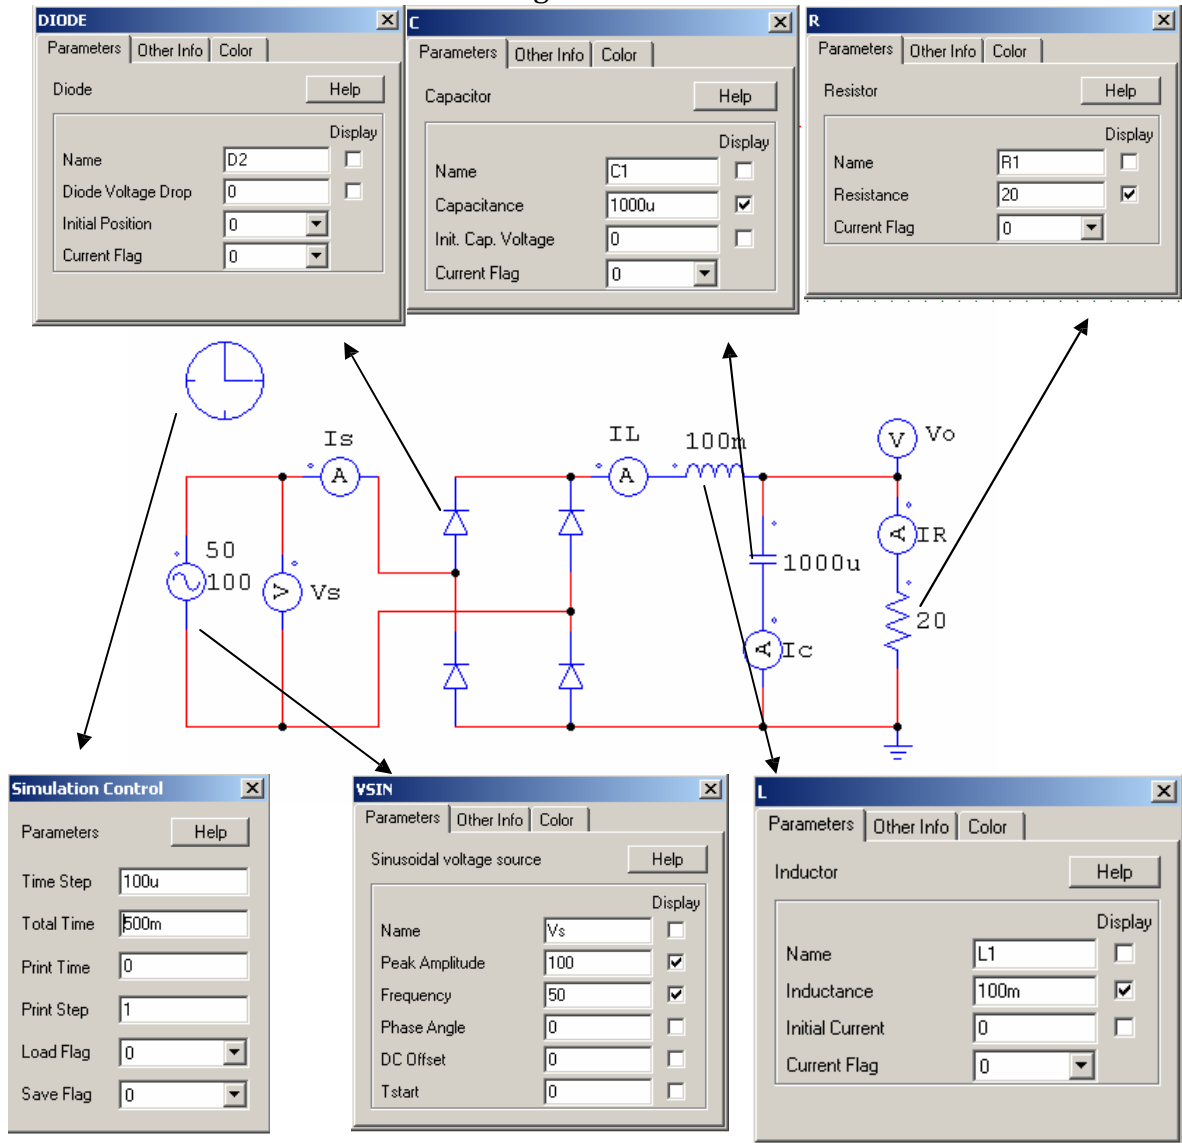 DIODE
Parameters Other Info Color
Diode Help
Display
Name D2
Diode Voltage Drop 0
Initial Position 0
Current Flag 0
C
Parameters Other Info Color
Capacitor Help
Display
Name C1
Capacitance 1000u
Init. Cap. Voltage 0
Current Flag 0
R
Parameters Other Info Color
Resistor Help
Display
Name R1
Resistance 20
Current Flag 0
Is
A
IL
A
100m
V
Vo
50
100
V
Vs
1000u
A
IR
20
A
Ic
Simulation Control
Parameters Help
Time Step 100u
Total Time 500m
Print Time 0
Print Step 1
Load Flag 0
Save Flag 0
VSIN
Parameters Other Info Color
Sinusoidal voltage source Help
Display
Name Vs
Peak Amplitude 100
Frequency 50
Phase Angle 0
DC Offset 0
Tstart 0
L
Parameters Other Info Color
Inductor Help
Display
Name L1
Inductance 100m
Initial Current 0
Current Flag 0